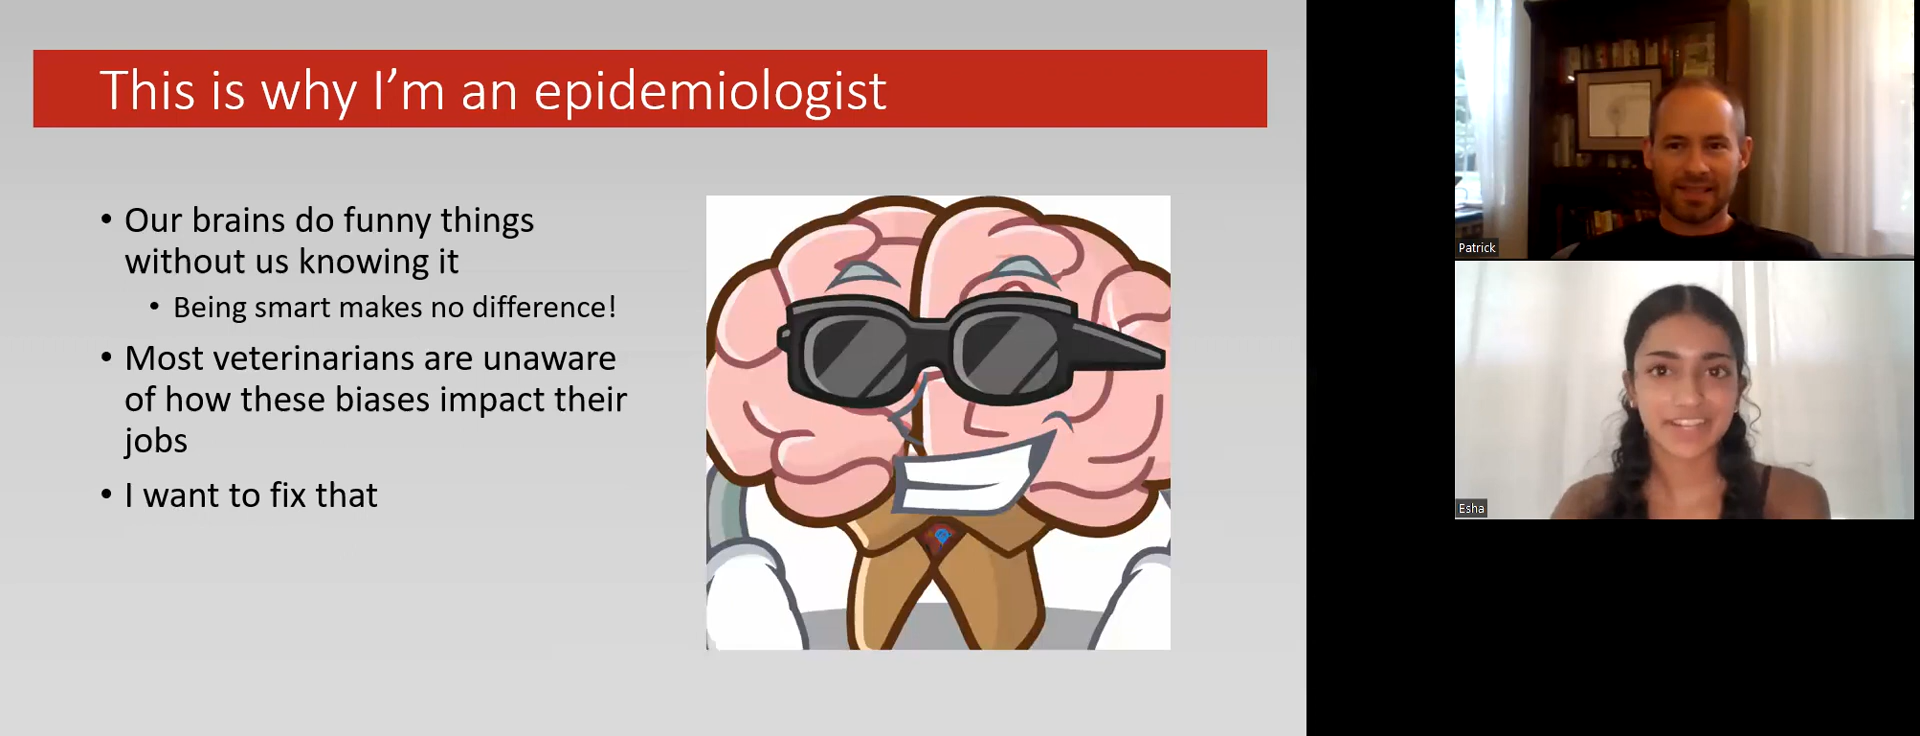 This is why I’m an epidemiologist
• Our brains do funny things
without us knowing it
• Being smart makes no difference!
• Most veterinarians are unaware
of how these biases impact their
jobs
• I want to fix that
Patrick
Esha